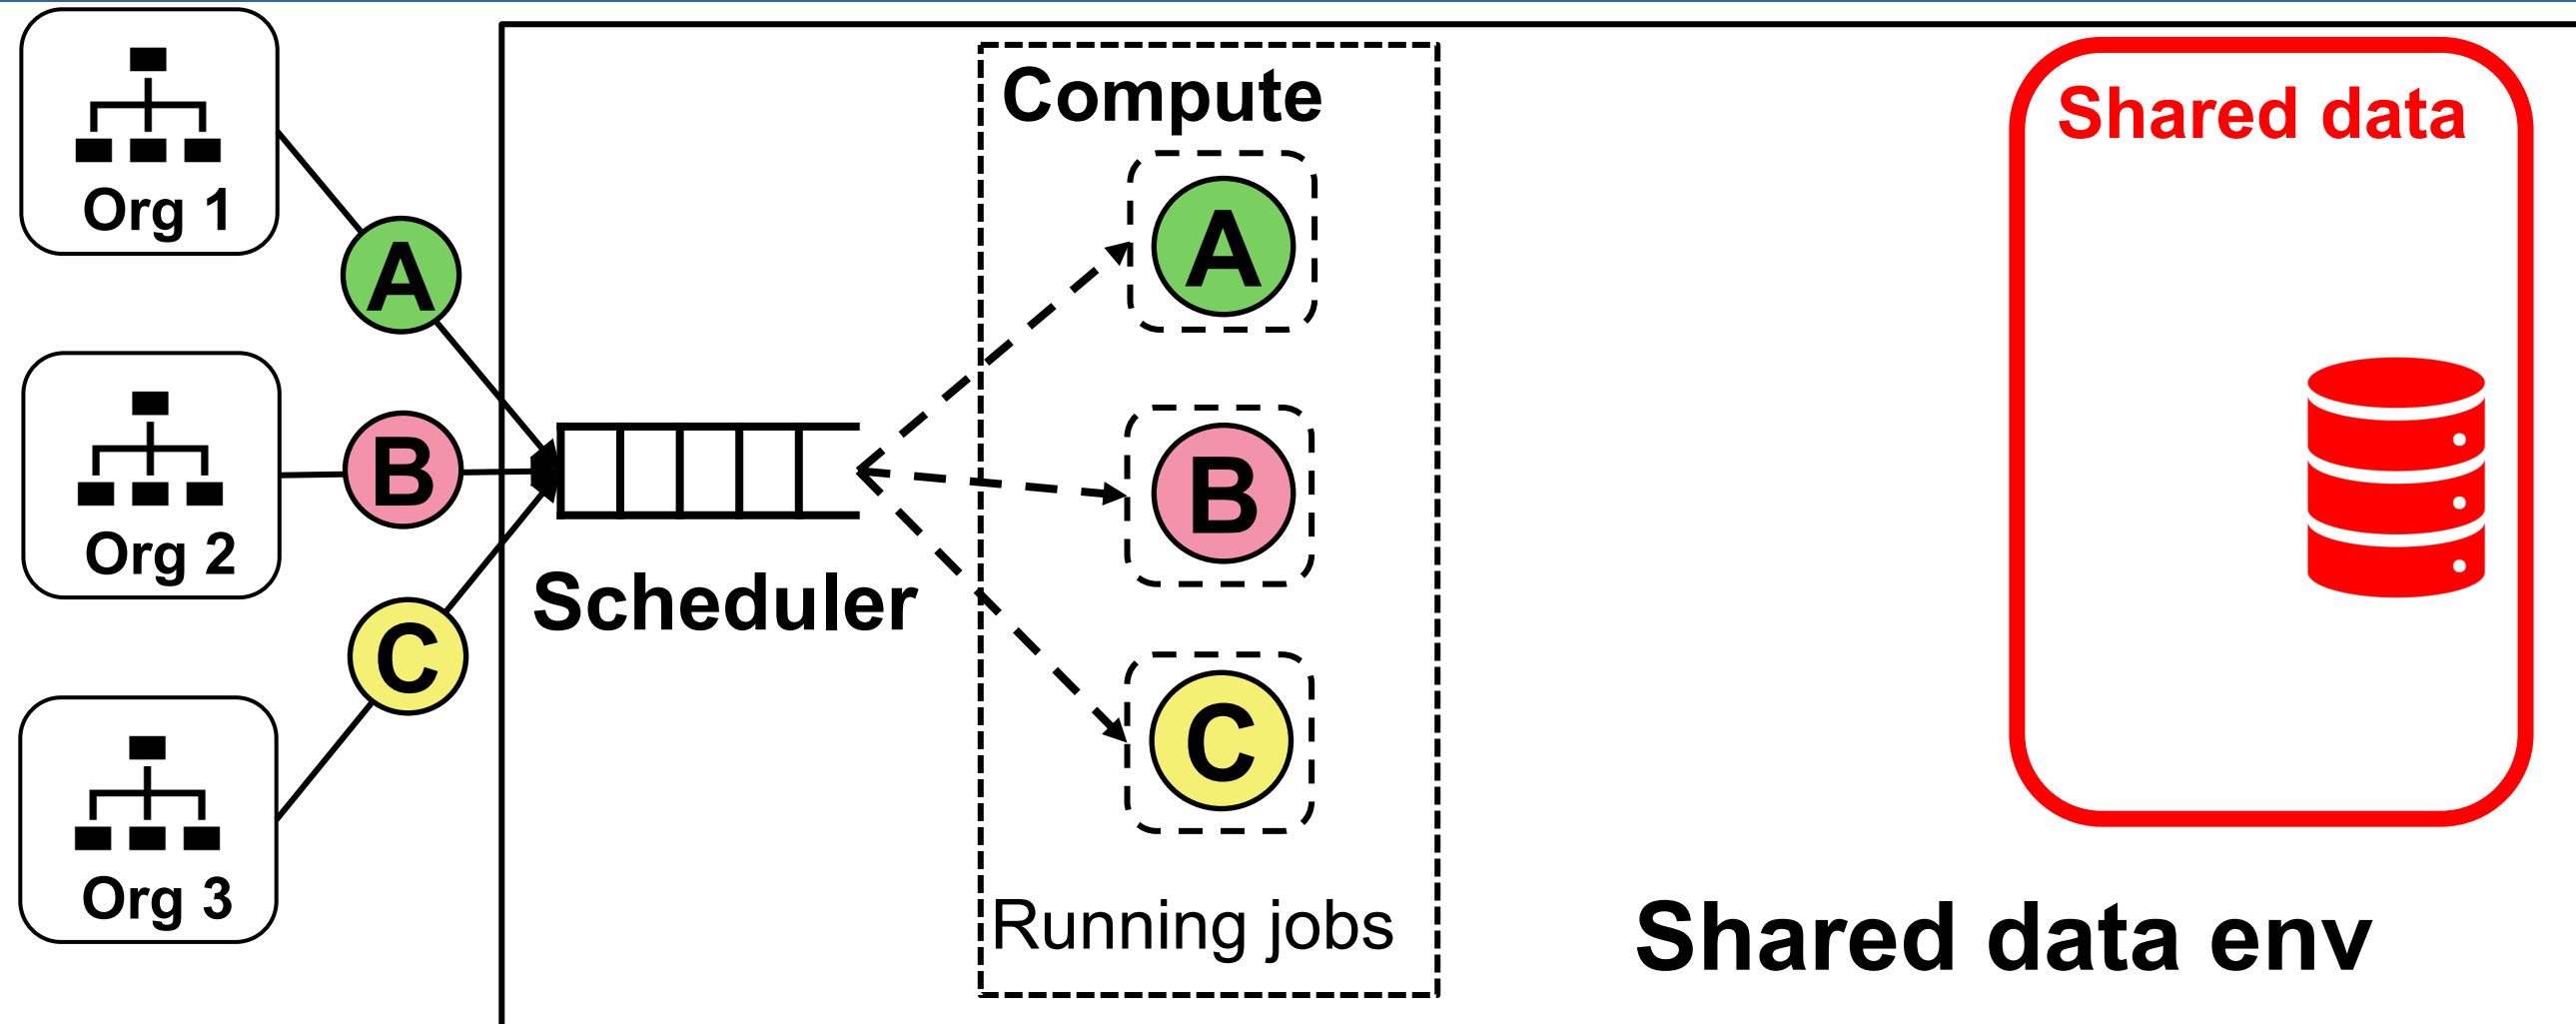 Org 1
A
Org 2
B
Org 3
C
Scheduler
Compute
A
B
C
Running jobs
Shared data
Shared data env